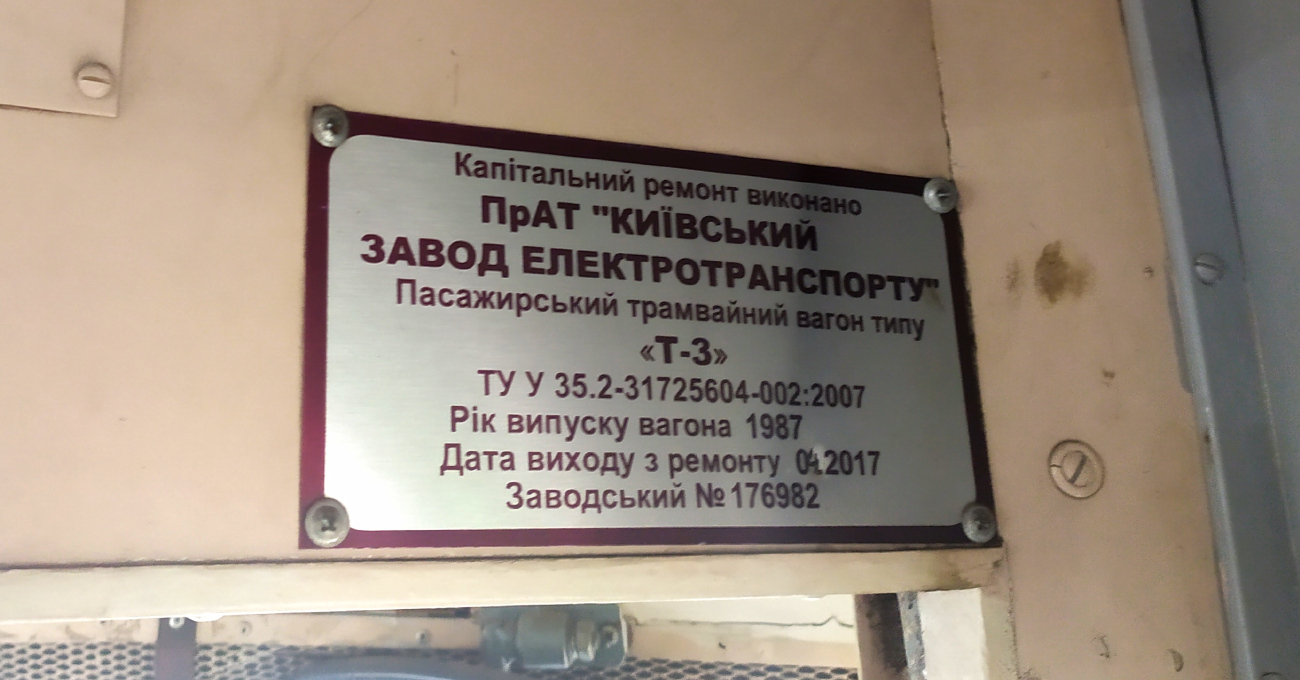 Капітальний ремонт виконано
ПрАТ "КИЇВСЬКИЙ
ЗАВОД ЕЛЕКТРОТРАНСПОРТУ"
Пасажирський трамвайний вагон типу
«Т-3»
ТУ У 35.2-31725604-002:2007
Рік випуску вагона 1987
Дата виходу з ремонту 04.2017
Заводський № 176982